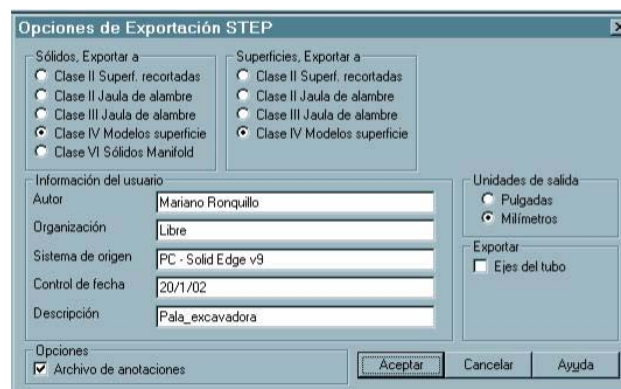 Opciones de Exportación STEP
Sólidos, Exportar a
Clase II Superf. recortadas
Clase II Jaula de alambre
Clase III Jaula de alambre
Clase IV Modelos superficie
Clase VI Sólidos Manifold
Superficies, Exportar a
Clase II Superf. recortadas
Clase II Jaula de alambre
Clase III Jaula de alambre
Clase IV Modelos superficie
Información del usuario
Autor Mariano Ronquillo
Organización Libre
Sistema de origen PC - Solid Edge v9
Control de fecha 20/1/02
Descripción Pala_excavadora
Unidades de salida
Pulgadas
Milímetros
Exportar
Ejes del tubo
Opciones
Archivo de anotaciones
Aceptar Cancelar Ayuda